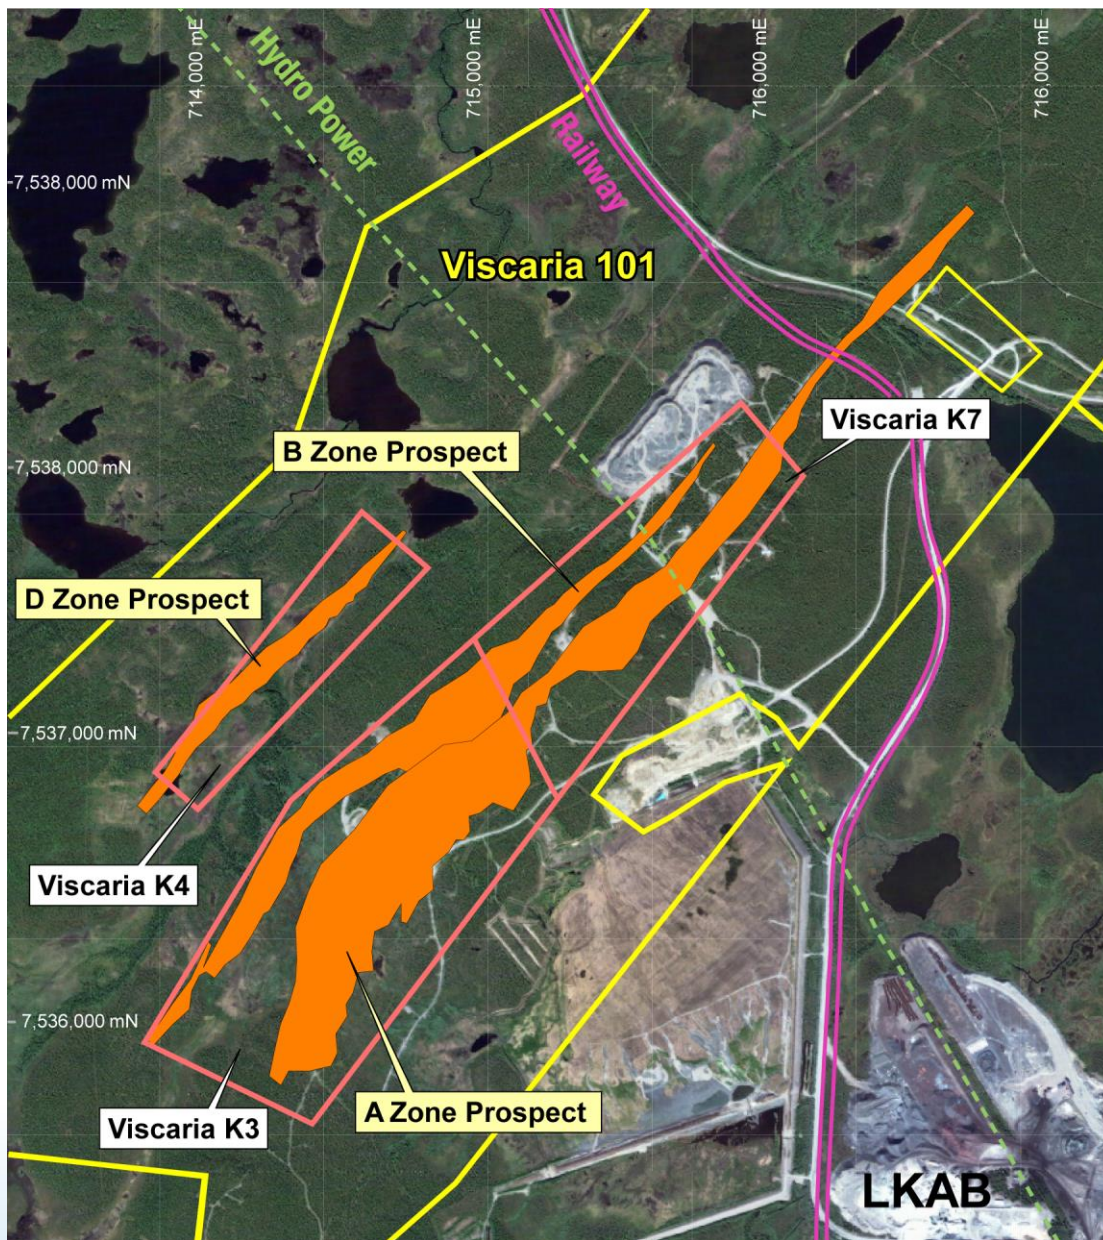 714,000 mE
715,000 mE
716,000 mE
716,000 mE
Hydro Power
Railway
7,538,000 mN
Viscaria 101
Viscaria K7
B Zone Prospect
7,538,000 mN
D Zone Prospect
7,537,000 mN
Viscaria K4
7,536,000 mN
A Zone Prospect
Viscaria K3
LKAB